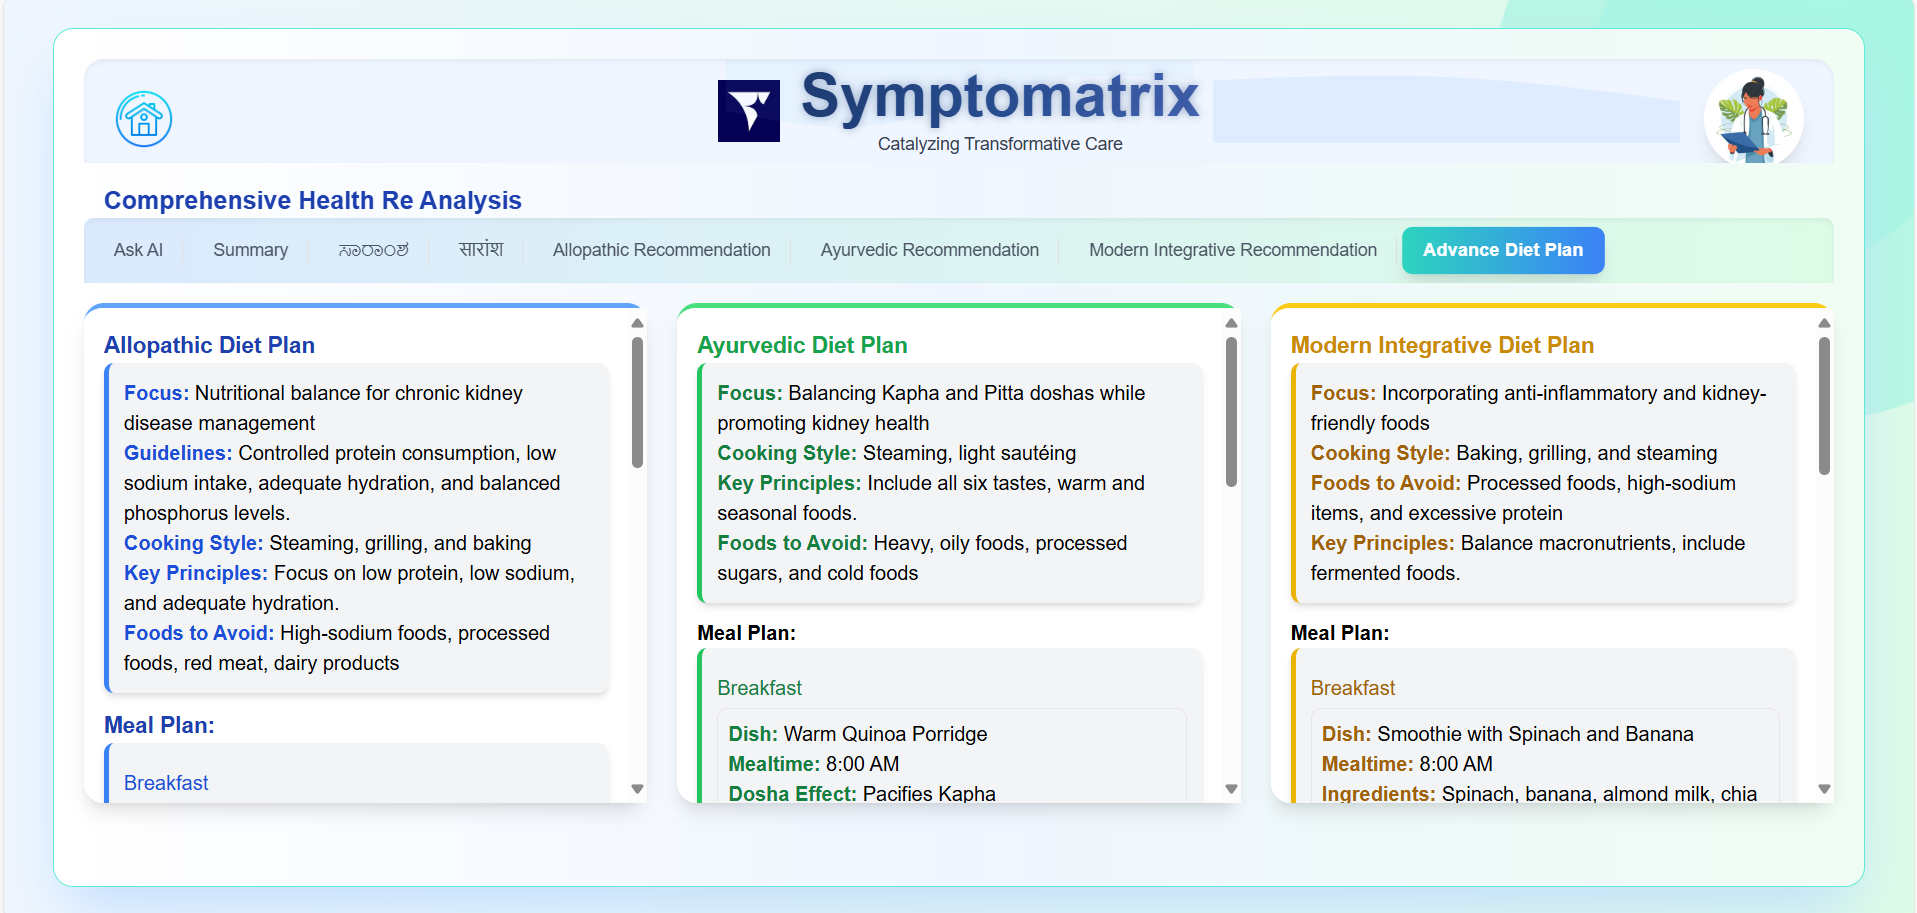 Symptomatrix
Catalyzing Transformative Care
Comprehensive Health Re Analysis
Ask AI
Summary
ಸಾರಾಂಶ
सारांश
Allopathic Recommendation
Ayurvedic Recommendation
Modern Integrative Recommendation
Advance Diet Plan
Allopathic Diet Plan
Focus: Nutritional balance for chronic kidney
disease management
Guidelines: Controlled protein consumption, low
sodium intake, adequate hydration, and balanced
phosphorus levels.
Cooking Style: Steaming, grilling, and baking
Key Principles: Focus on low protein, low sodium,
and adequate hydration.
Foods to Avoid: High-sodium foods, processed
foods, red meat, dairy products
Meal Plan:
Breakfast
Ayurvedic Diet Plan
Focus: Balancing Kapha and Pitta doshas while
promoting kidney health
Cooking Style: Steaming, light sautéing
Key Principles: Include all six tastes, warm and
seasonal foods.
Foods to Avoid: Heavy, oily foods, processed
sugars, and cold foods
Meal Plan:
Breakfast
Dish: Warm Quinoa Porridge
Mealtime: 8:00 AM
Dosha Effect: Pacifies Kapha
Modern Integrative Diet Plan
Focus: Incorporating anti-inflammatory and kidney-
friendly foods
Cooking Style: Baking, grilling, and steaming
Foods to Avoid: Processed foods, high-sodium
items, and excessive protein
Key Principles: Balance macronutrients, include
fermented foods.
Meal Plan:
Breakfast
Dish: Smoothie with Spinach and Banana
Mealtime: 8:00 AM
Ingredients: Spinach, banana, almond milk, chia